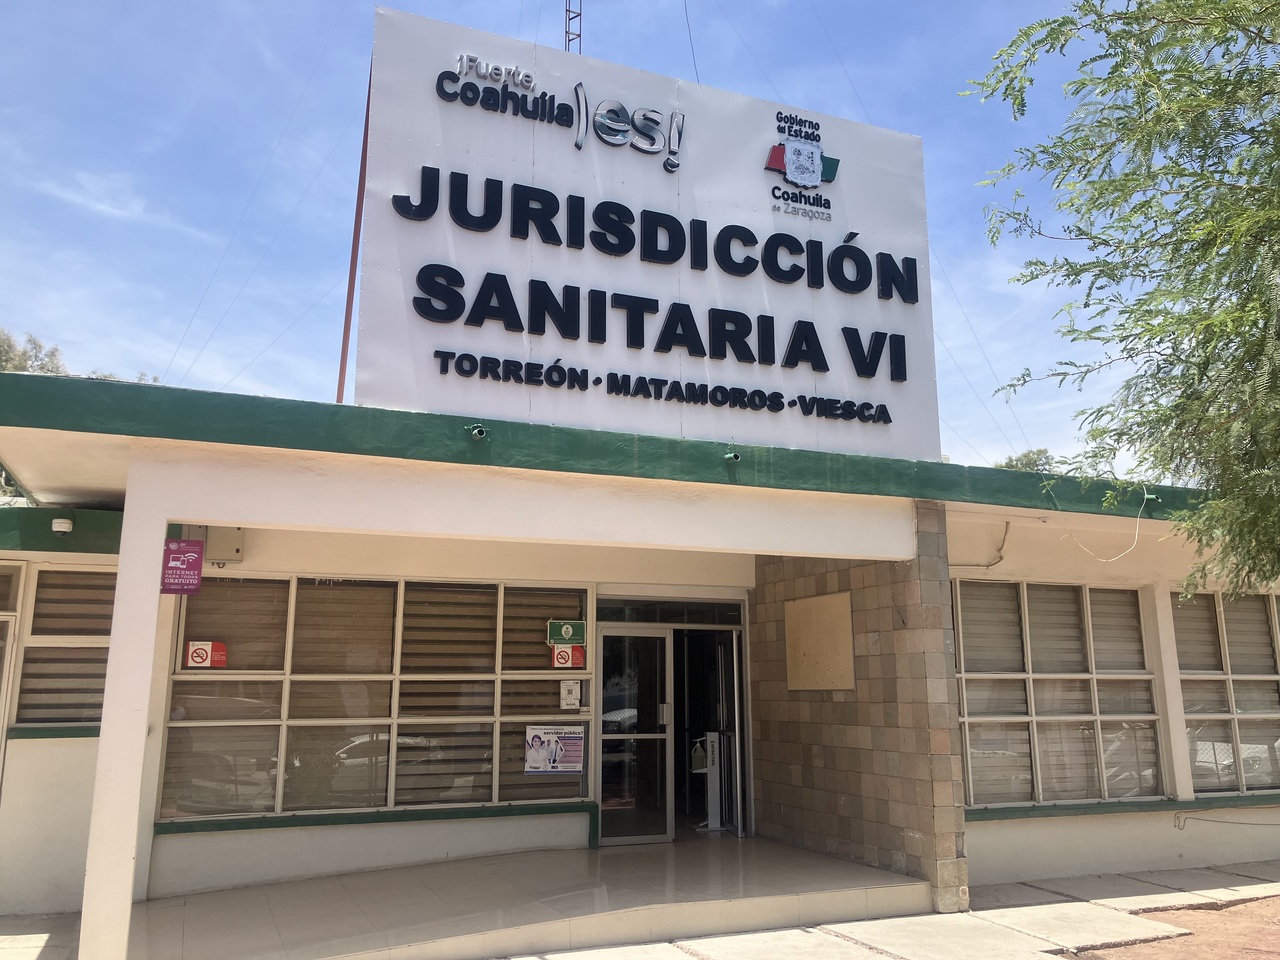 ¡Fuerte,
Coahuila es!
Gobierno
del Estado
Coahuila
de Zaragoza
JURISDICCIÓN
SANITARIA VI
TORREÓN·MATAMOROS·VIESCA
INTERNET
PARA TODOS
GRATUITO
servidor público?